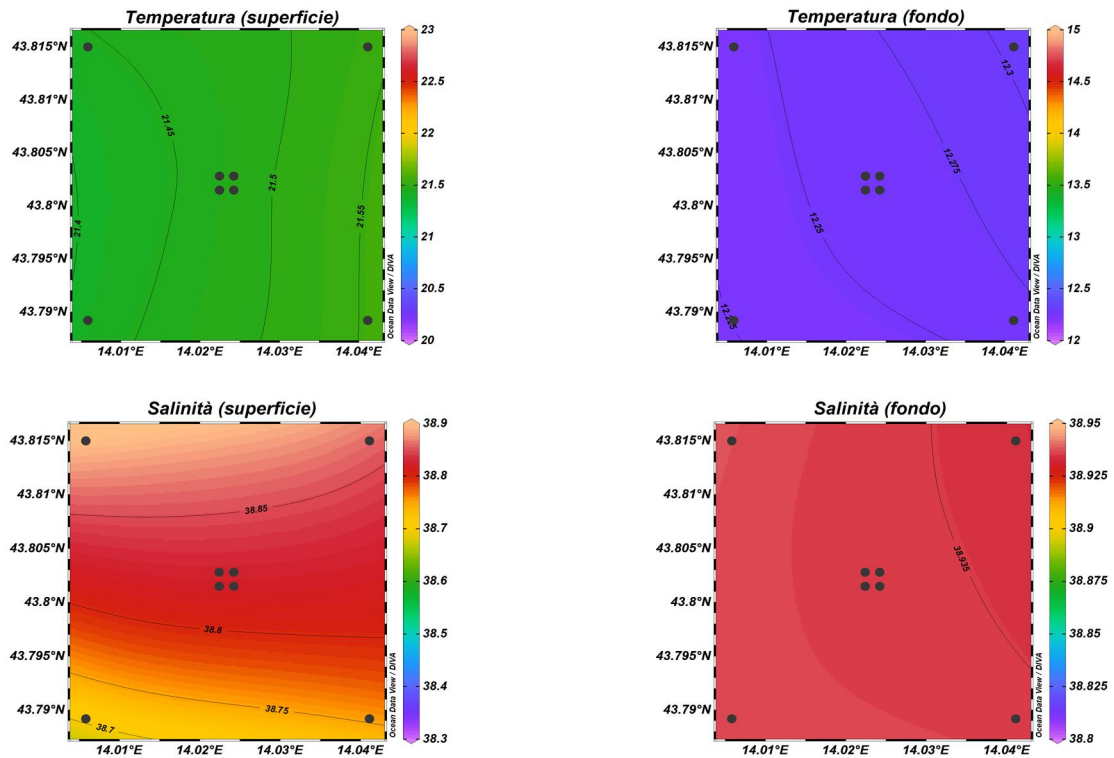 Temperatura (superficie)
43.815°N
43.81°N
43.805°N
43.8°N
43.795°N
43.79°N
14.01°E 14.02°E 14.03°E 14.04°E
21.4
21.45
21.5
21.55
Ocean Data View / DIVA
23
22.5
22
21.5
21
20.5
20
Temperatura (fondo)
43.815°N
43.81°N
43.805°N
43.8°N
43.795°N
43.79°N
14.01°E 14.02°E 14.03°E 14.04°E
12.225
12.25
12.275
12.3
Ocean Data View / DIVA
15
14.5
14
13.5
13
12.5
12
Salinità (superficie)
43.815°N
43.81°N
43.805°N
43.8°N
43.795°N
43.79°N
14.01°E 14.02°E 14.03°E 14.04°E
38.85
38.8
38.75
38.7
Ocean Data View / DIVA
38.9
38.8
38.7
38.6
38.5
38.4
38.3
Salinità (fondo)
43.815°N
43.81°N
43.805°N
43.8°N
43.795°N
43.79°N
14.01°E 14.02°E 14.03°E 14.04°E
38.935
Ocean Data View / DIVA
38.95
38.925
38.9
38.875
38.85
38.825
38.8